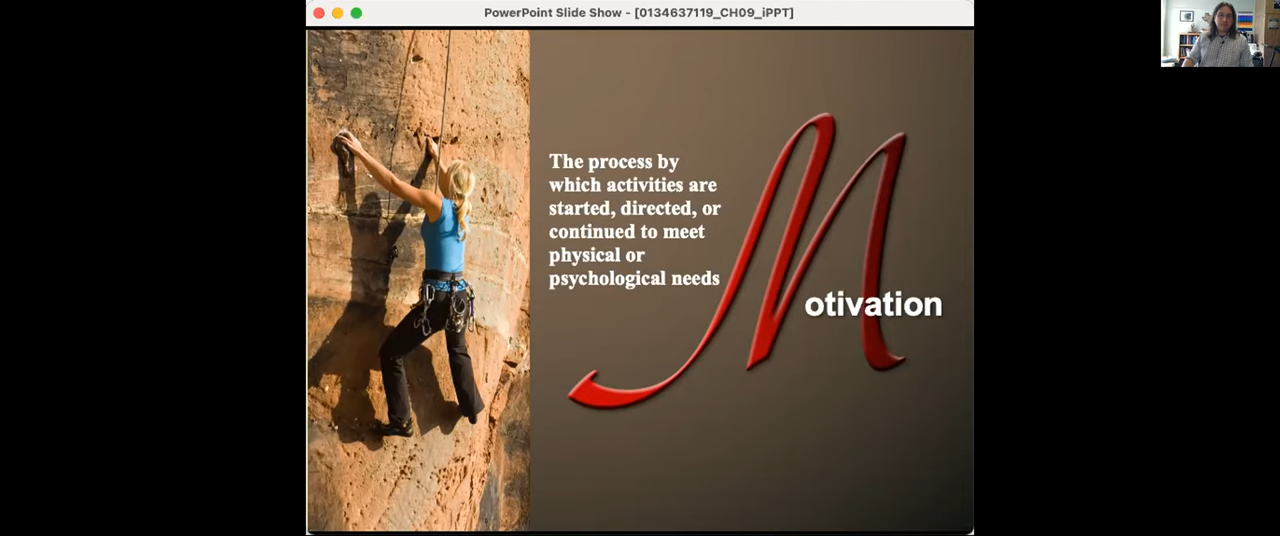 PowerPoint Slide Show - [0134637119_CH09_iPPT]
The process by
which activities are
started, directed, or
continued to meet
physical or
psychological needs
Motivation